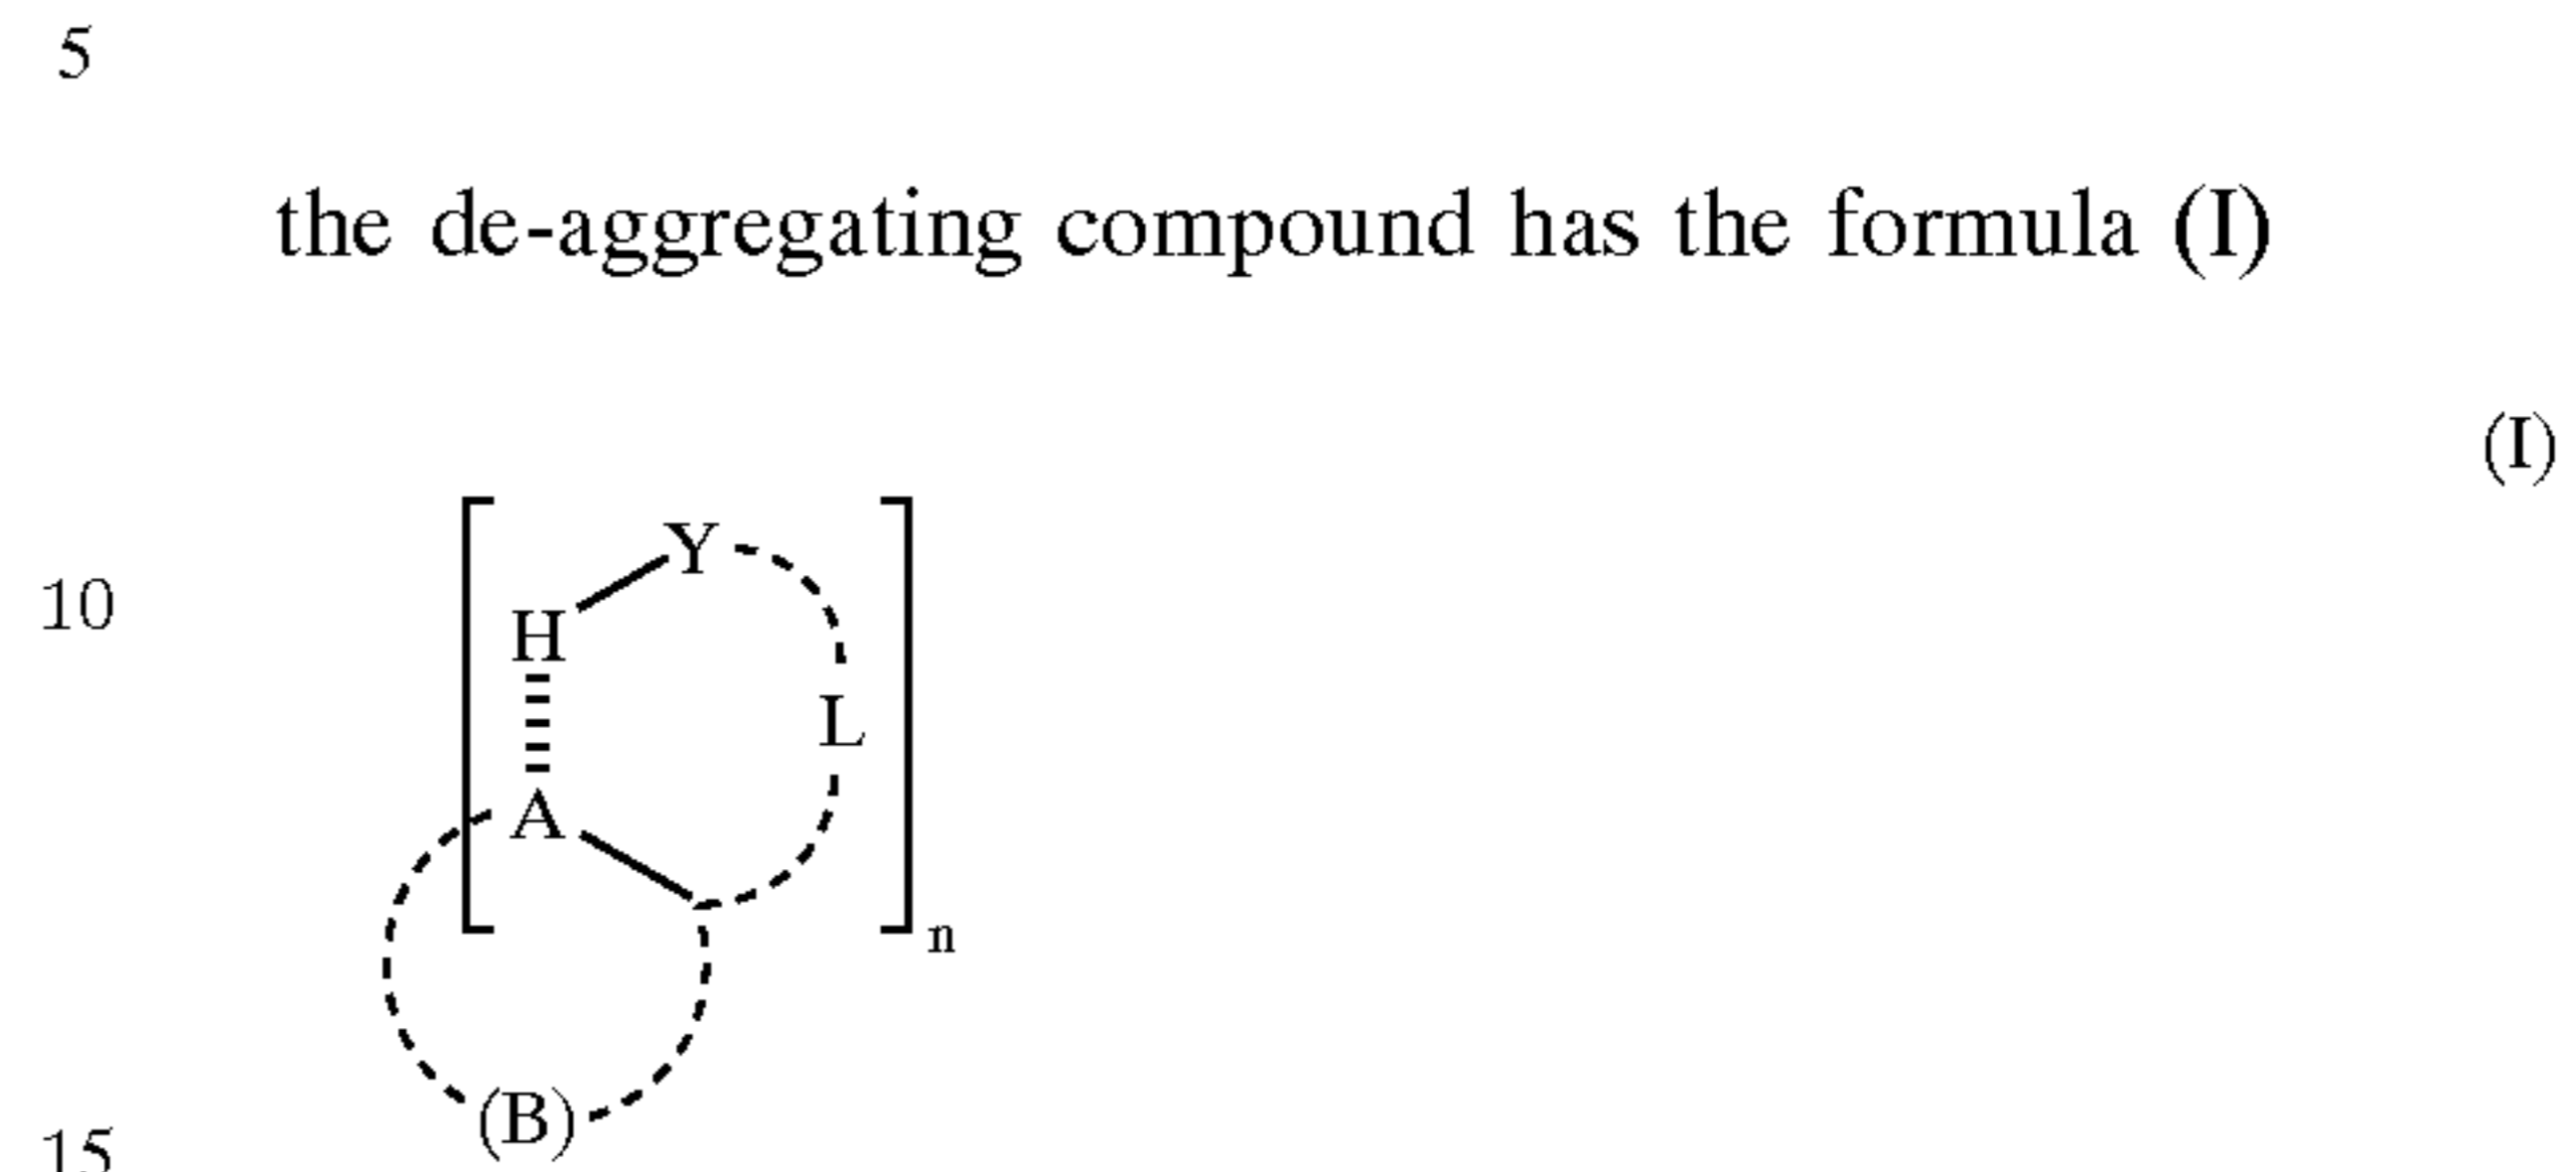 5
the de-aggregating compound has the formula (I)
(I)
Y
10
H
L
A
n
(B)
15